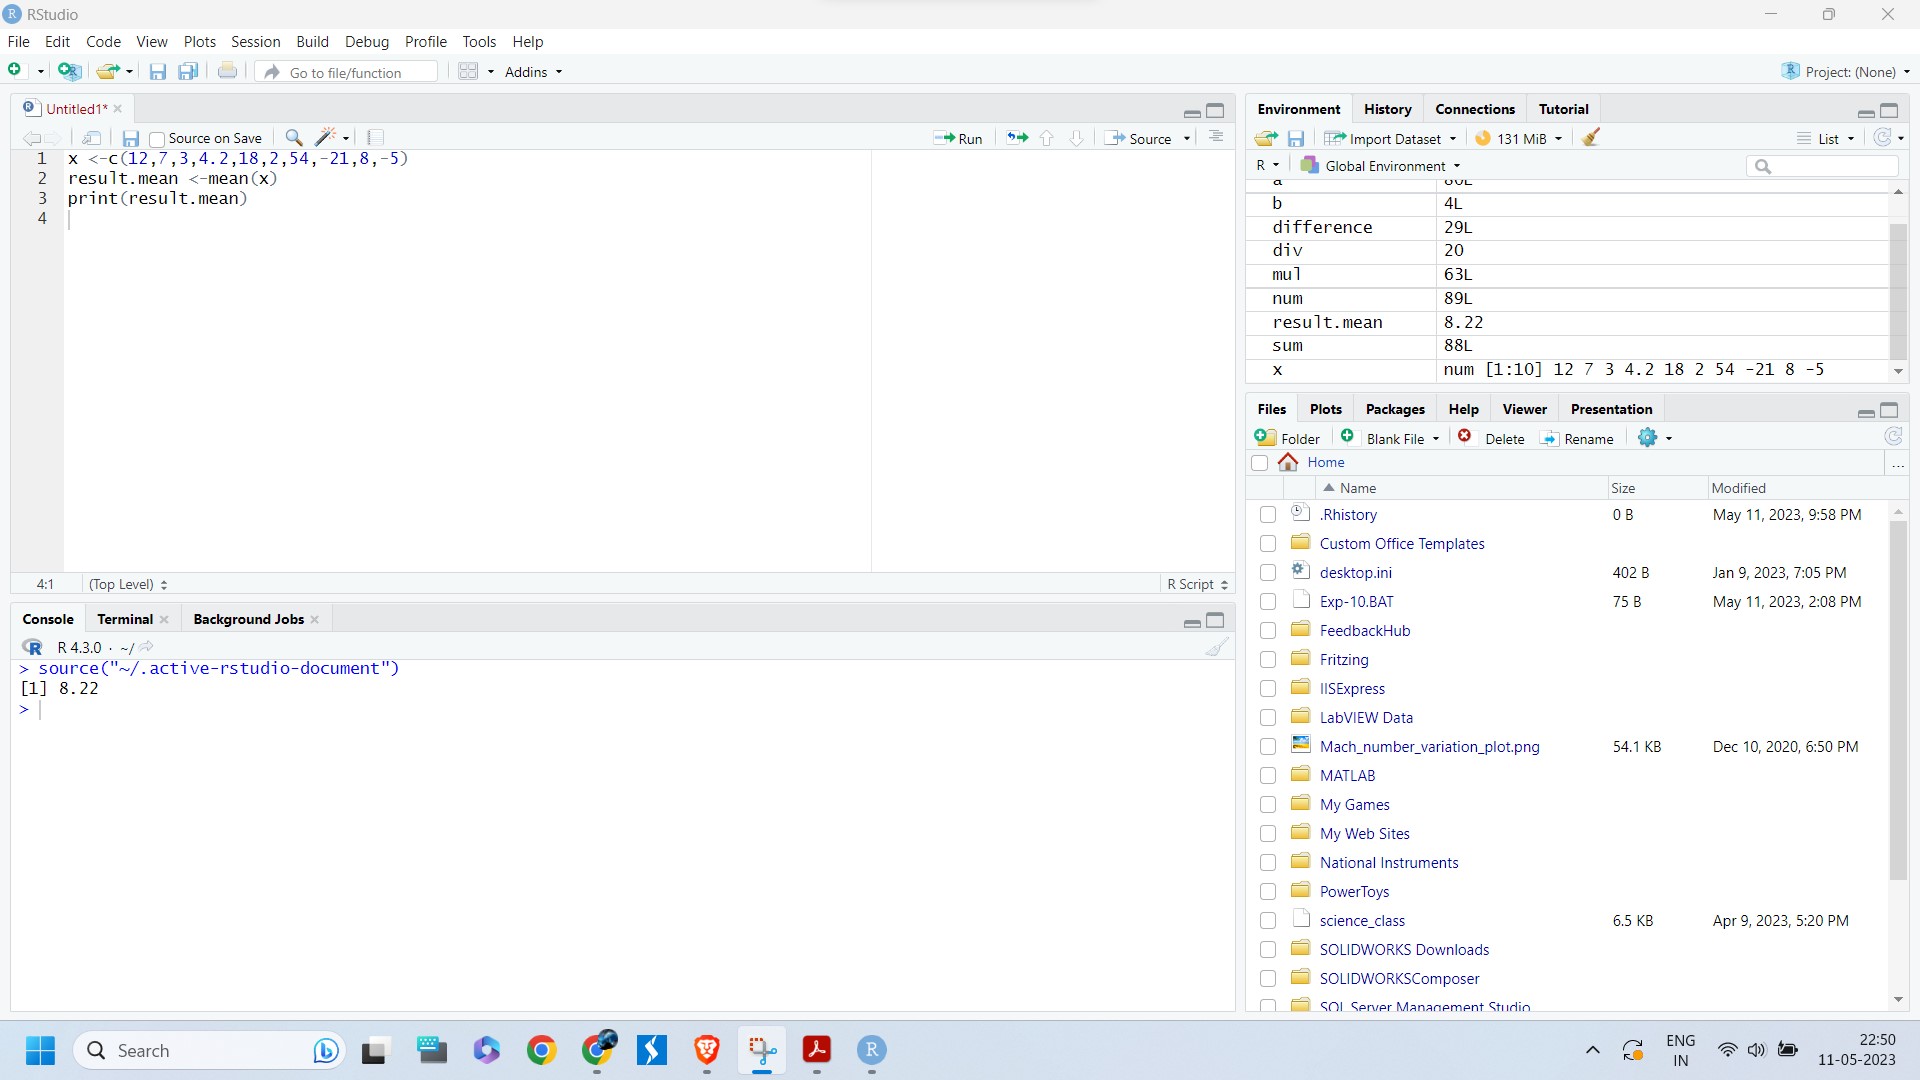 RStudio
File Edit Code View Plots Session Build Debug Profile Tools Help
Go to file/function Addins Project: (None)
Untitled1*
Source on Save Run Source
1 x <-c(12,7,3,4.2,18,2,54,-21,8,-5)
2 result.mean <-mean(x)
3 print(result.mean)
4
4:1 (Top Level) R Script
Console Terminal Background Jobs
R 4.3.0 · ~/
> source("~/.active-rstudio-document")
[1] 8.22
>
Environment History Connections Tutorial
Import Dataset 131 MiB List
R Global Environment
a 80L
b 4L
difference 29L
div 20
mul 63L
num 89L
result.mean 8.22
sum 88L
x num [1:10] 12 7 3 4.2 18 2 54 -21 8 -5
Files Plots Packages Help Viewer Presentation
Folder Blank File Delete Rename
Home ...
Name Size Modified
.Rhistory 0 B May 11, 2023, 9:58 PM
Custom Office Templates
desktop.ini 402 B Jan 9, 2023, 7:05 PM
Exp-10.BAT 75 B May 11, 2023, 2:08 PM
FeedbackHub
Fritzing
IISExpress
LabVIEW Data
Mach_number_variation_plot.png 54.1 KB Dec 10, 2020, 6:50 PM
MATLAB
My Games
My Web Sites
National Instruments
PowerToys
science_class 6.5 KB Apr 9, 2023, 5:20 PM
SOLIDWORKS Downloads
SOLIDWORKSComposer
SQL Server Management Studio
Search ENG 22:50
IN 11-05-2023